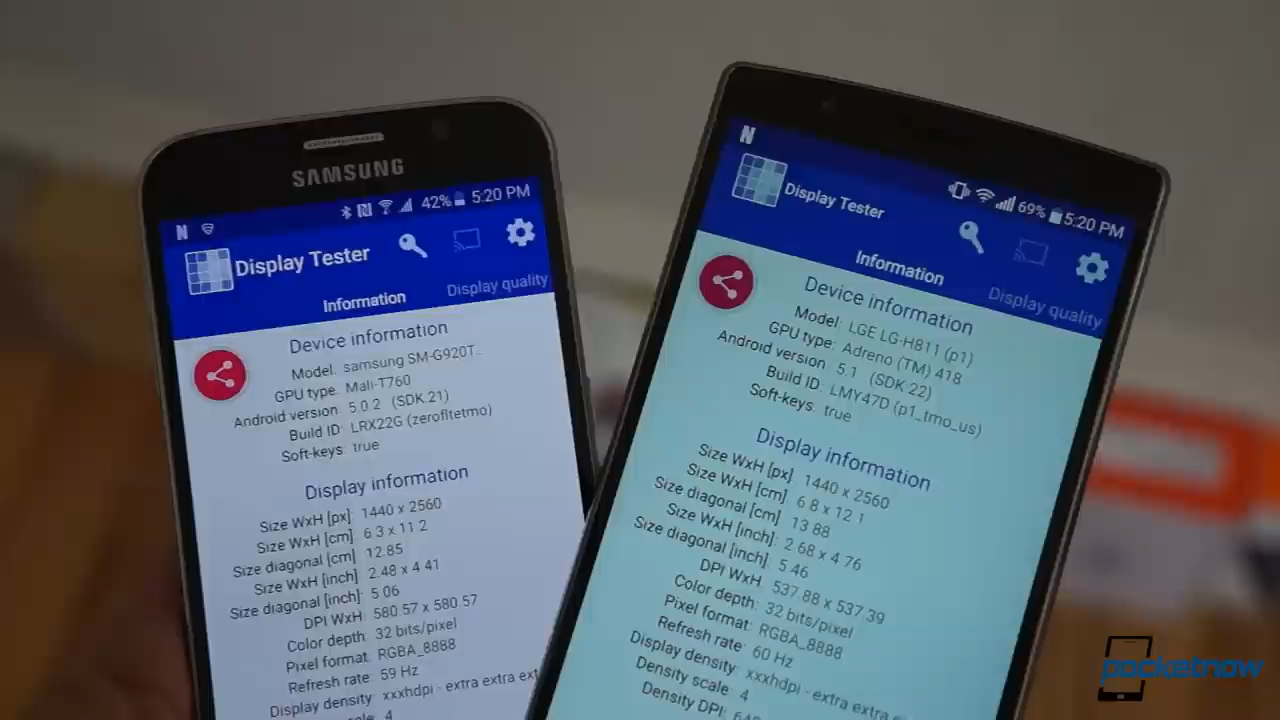 SAMSUNG
N 42% 5:20 PM
Display Tester
Information Display quality
Device information
Model: samsung SM-G920T...
GPU type: Mali-T760
Android version: 5.0.2 (SDK.21)
Build ID: LRX22G (zerofltetmo)
Soft-keys: true
Display information
Size WxH [px]: 1440 x 2560
Size WxH [cm]: 6.3 x 11.2
Size diagonal [cm]: 12.85
Size WxH [inch]: 2.48 x 4.41
Size diagonal [inch]: 5.06
DPI WxH: 580.57 x 580.57
Color depth: 32 bits/pixel
Pixel format: RGBA_8888
Refresh rate: 59 Hz
Display density: xxxhdpi - extra extra ext
Density scale: 4
N 69% 5:20 PM
Display Tester
Information Display quality
Device information
Model: LGE LG-H811 (p1)
GPU type: Adreno (TM) 418
Android version: 5.1 (SDK.22)
Build ID: LMY47D (p1_tmo_us)
Soft-keys: true
Display information
Size WxH [px]: 1440 x 2560
Size WxH [cm]: 6.8 x 12.1
Size diagonal [cm]: 13.88
Size WxH [inch]: 2.68 x 4.76
Size diagonal [inch]: 5.46
DPI WxH: 537.88 x 537.39
Color depth: 32 bits/pixel
Pixel format: RGBA_8888
Refresh rate: 60 Hz
Display density: xxxhdpi - extra extra ex
Density scale: 4
Density DPI: 64
pocketnow